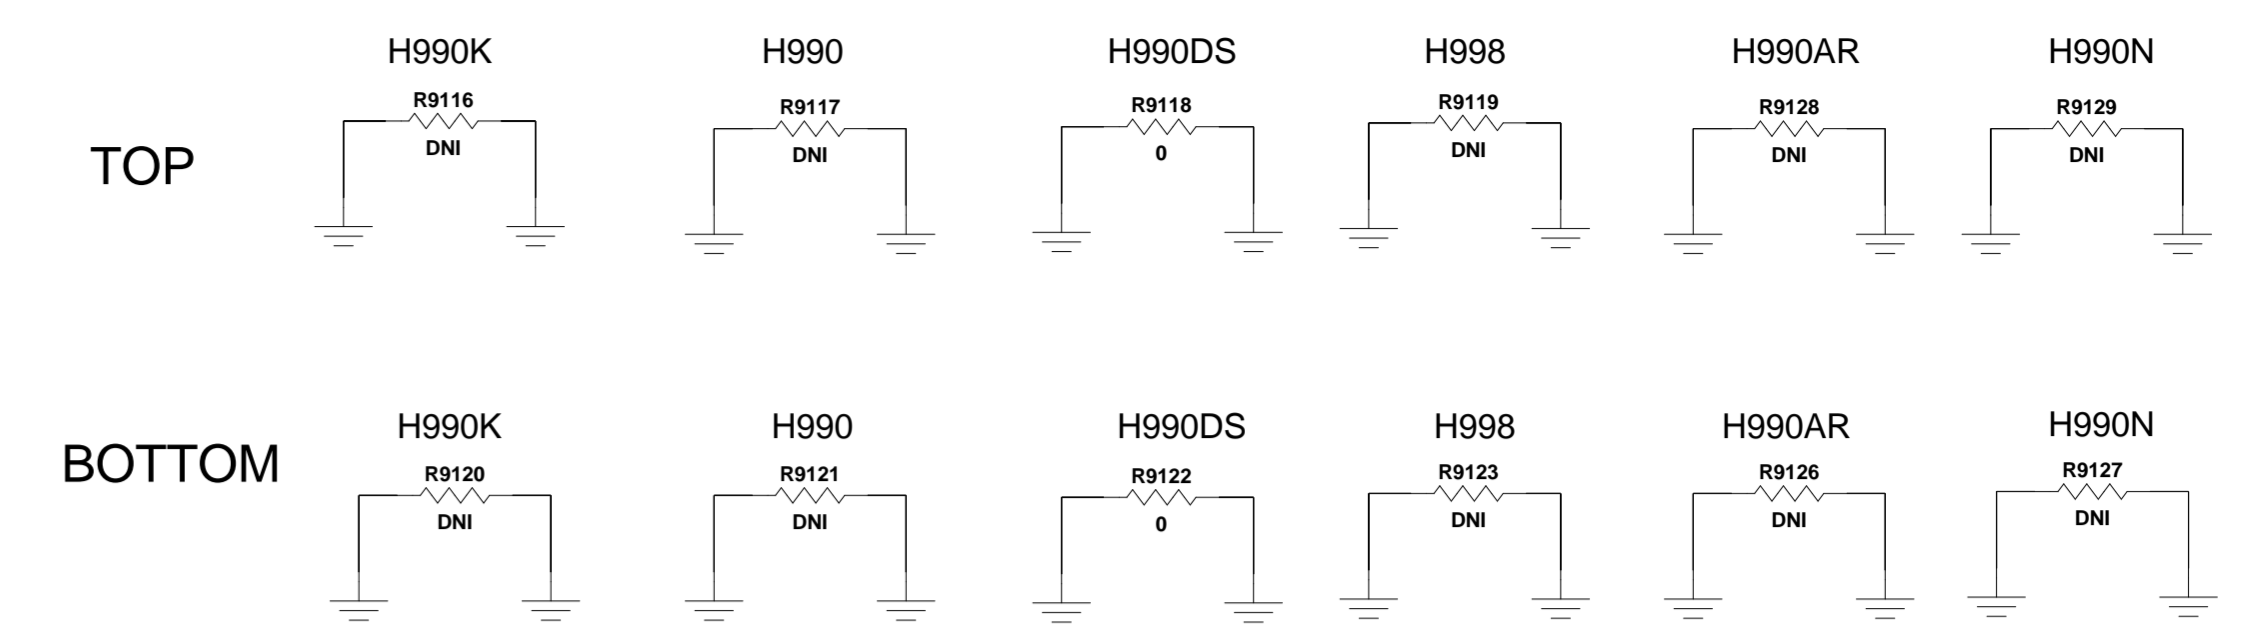 H990K H990 H990DS H998 H990AR H990N
R9116 R9117 R9118 R9119 R9128 R9129
TOP
DNI DNI 0 DNI DNI DNI
H990K H990 H990DS H998 H990AR H990N
BOTTOM
R9120 R9121 R9122 R9123 R9126 R9127
DNI DNI 0 DNI DNI DNI